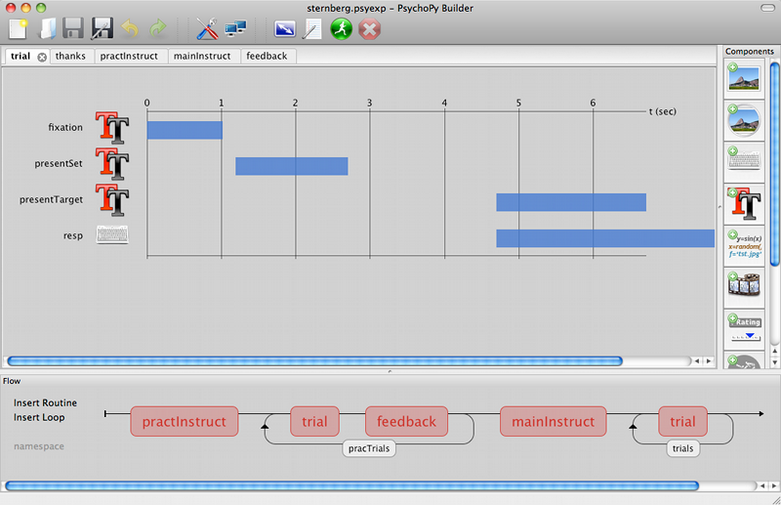 sternberg.psyexp – PsychoPy Builder
trial thanks practInstruct mainInstruct feedback
Components
0 1 2 3 4 5 6
t (sec)
fixation
presentSet
presentTarget
resp
y=sin(x)
x=random(
f="tst.jpg"
Rating
Flow
Insert Routine
Insert Loop
namespace
practInstruct trial feedback mainInstruct trial
pracTrials trials